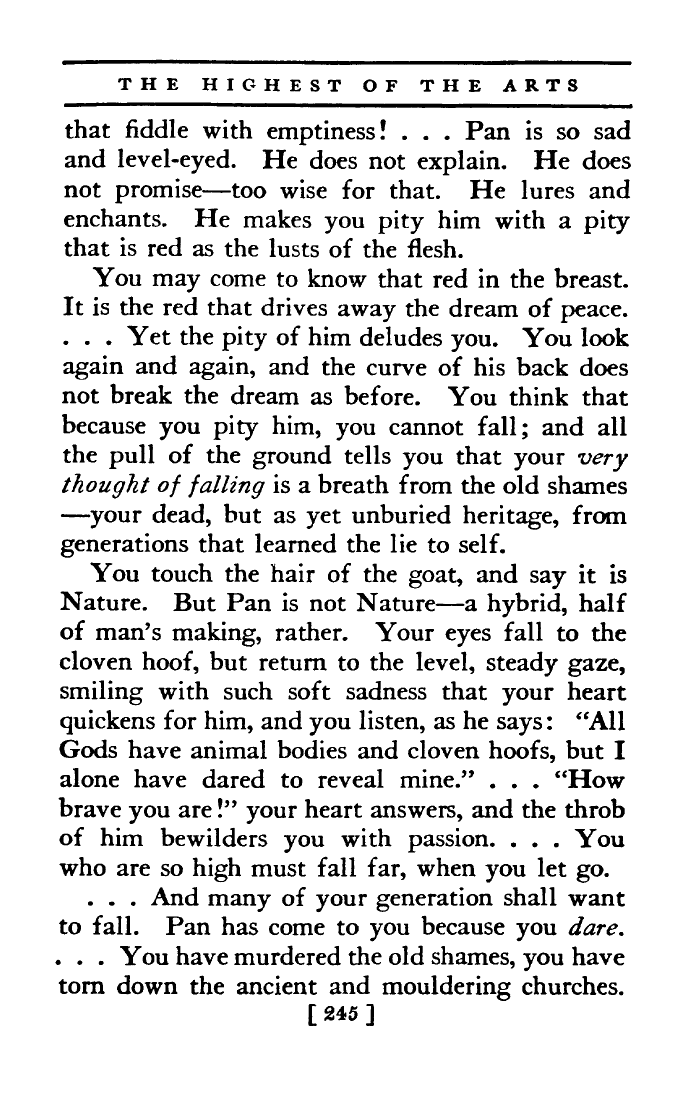 THE HIGHEST OF THE ARTS
that fiddle with emptiness! . . . Pan is so sad
and level-eyed. He does not explain. He does
not promise—too wise for that. He lures and
enchants. He makes you pity him with a pity
that is red as the lusts of the flesh.
You may come to know that red in the breast.
It is the red that drives away the dream of peace.
. . . Yet the pity of him deludes you. You look
again and again, and the curve of his back does
not break the dream as before. You think that
because you pity him, you cannot fall; and all
the pull of the ground tells you that your very
thought of falling is a breath from the old shames
—your dead, but as yet unburied heritage, from
generations that learned the lie to self.
You touch the hair of the goat, and say it is
Nature. But Pan is not Nature—a hybrid, half
of man's making, rather. Your eyes fall to the
cloven hoof, but return to the level, steady gaze,
smiling with such soft sadness that your heart
quickens for him, and you listen, as he says: “All
Gods have animal bodies and cloven hoofs, but I
alone have dared to reveal mine.” . . . “How
brave you are!” your heart answers, and the throb
of him bewilders you with passion. . . . You
who are so high must fall far, when you let go.
. . . And many of your generation shall want
to fall. Pan has come to you because you dare.
. . . You have murdered the old shames, you have
torn down the ancient and mouldering churches.
[ 245 ]